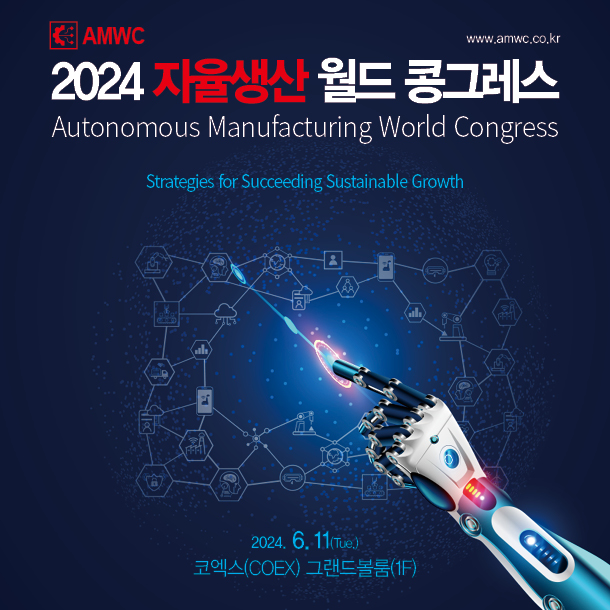 AMWC
www.amwc.co.kr
2024 자율생산 월드 콩그레스
Autonomous Manufacturing World Congress
Strategies for Succeeding Sustainable Growth
2024. 6. 11(Tue.)
코엑스(COEX) 그랜드볼룸(1F)